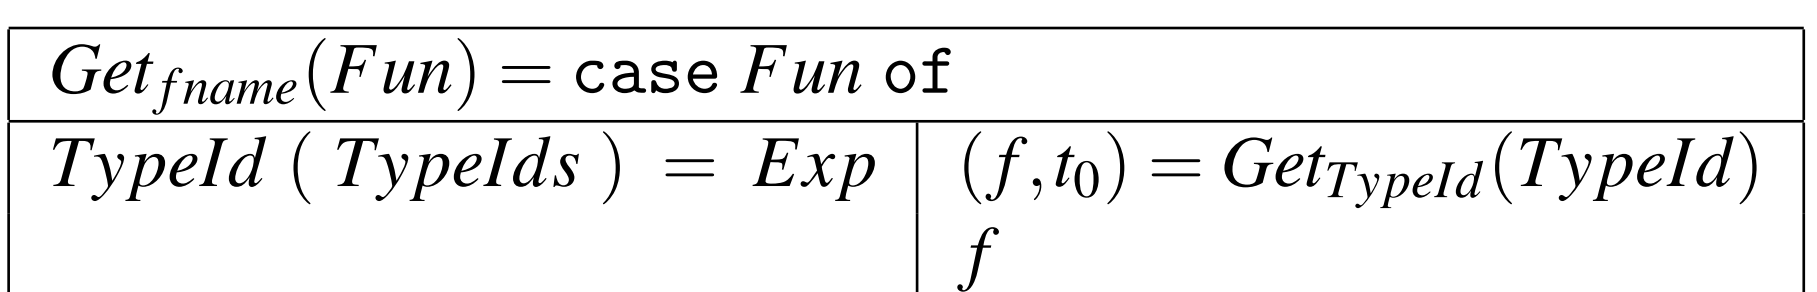 Get_fname(Fun) = case Fun of
TypeId ( TypeIds ) = Exp (f,t_0) = Get_TypeId(TypeId)
f